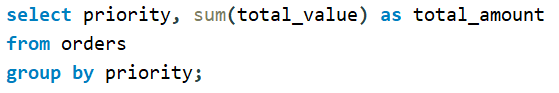 select priority, sum(total_value) as total_amount
from orders
group by priority;